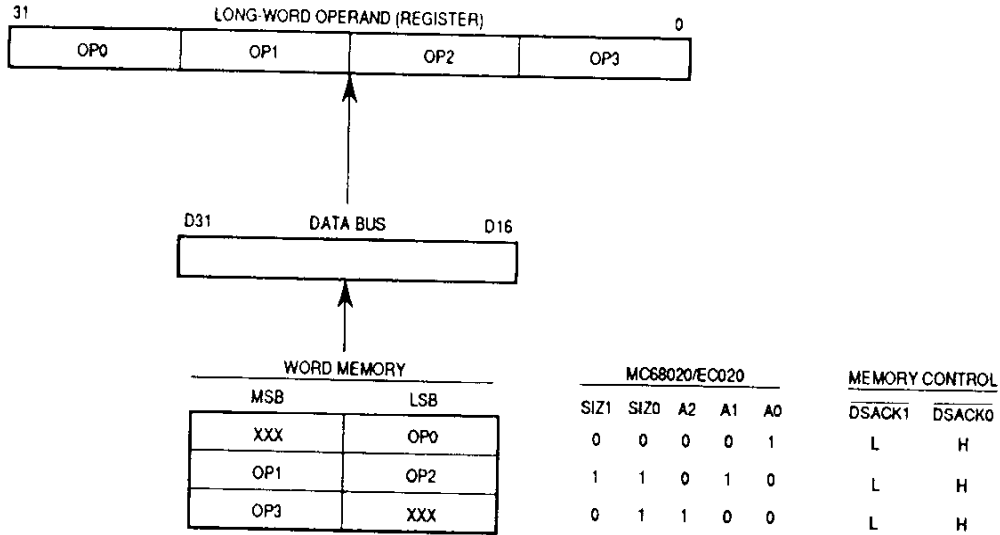 31 LONG-WORD OPERAND (REGISTER) 0
OP0 OP1 OP2 OP3
D31 DATA BUS D16
WORD MEMORY MC68020/EC020 MEMORY CONTROL
MSB LSB SIZ1 SIZ0 A2 A1 A0 DSACK1 DSACK0
XXX OP0 0 0 0 0 1 L H
OP1 OP2 1 1 0 1 0 L H
OP3 XXX 0 1 1 0 0 L H